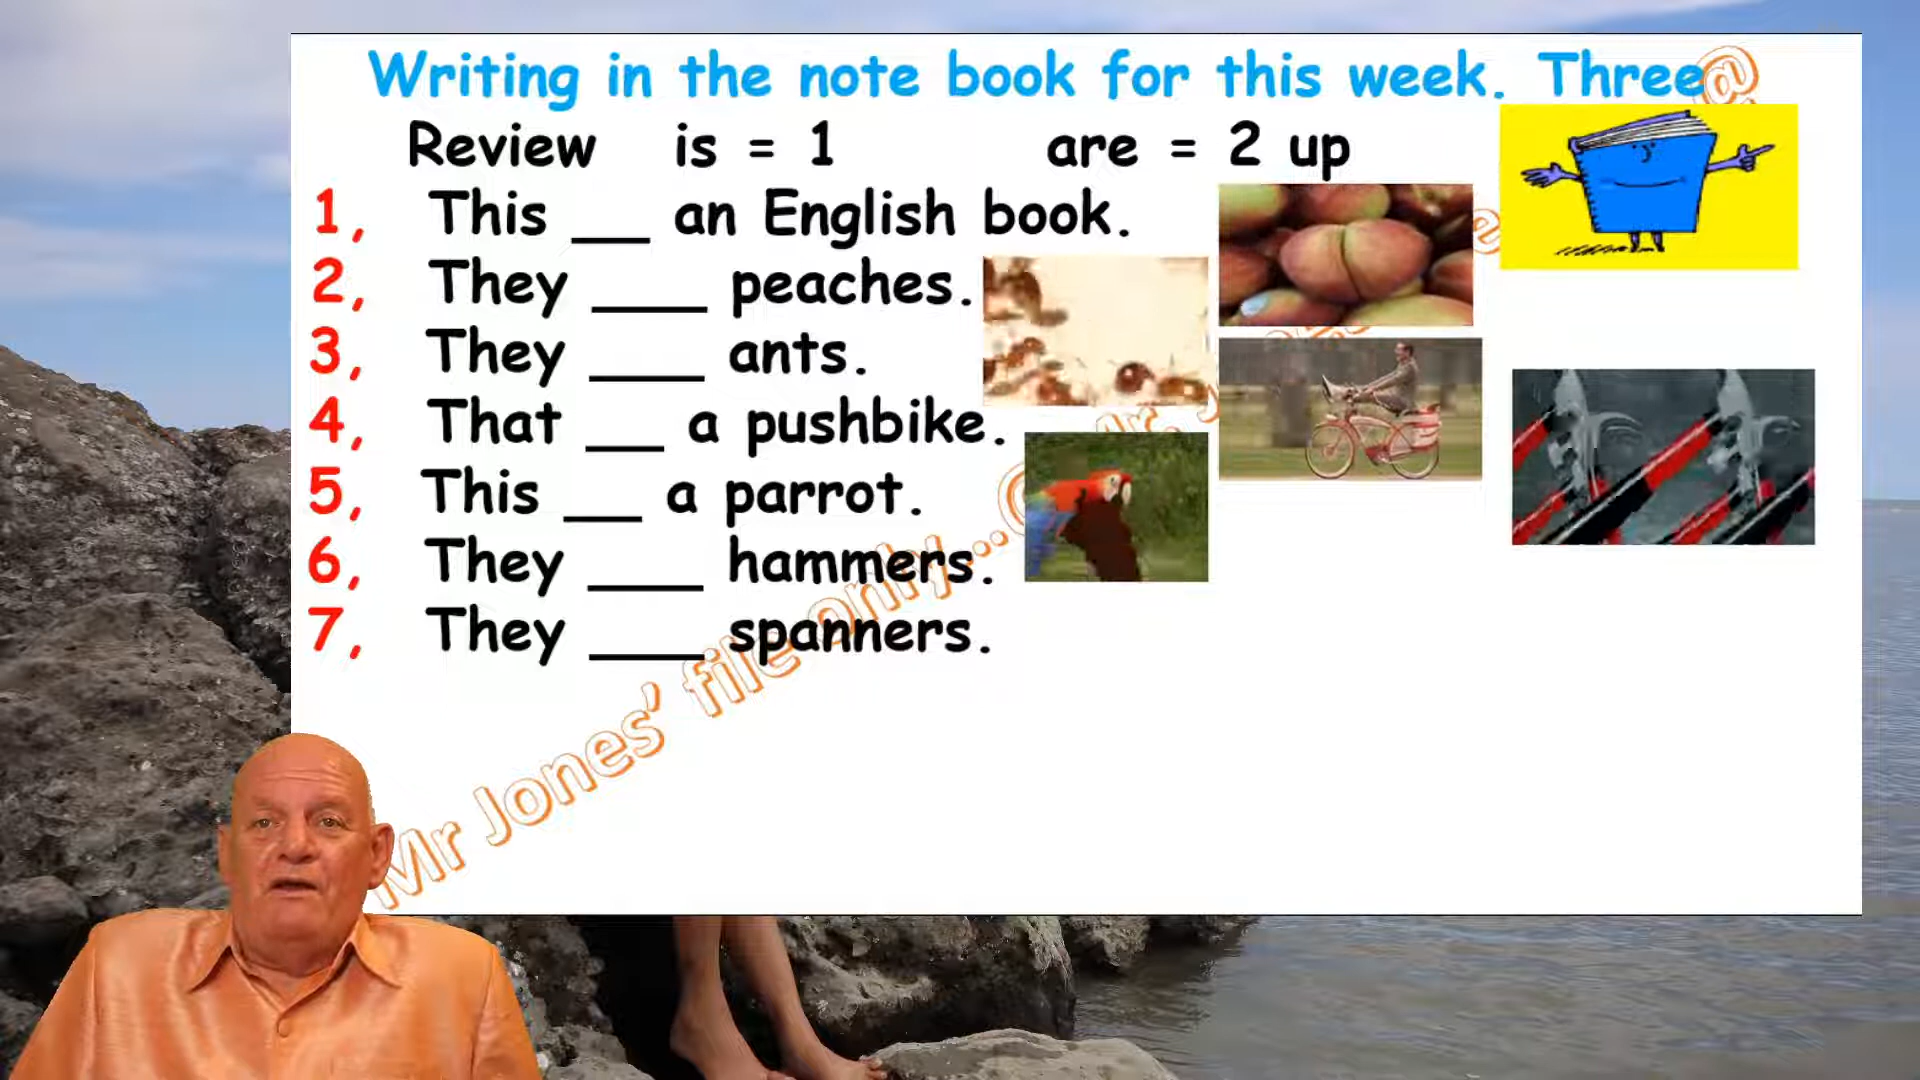 Writing in the note book for this week. Three
Review is = 1 are = 2 up
1, This __ an English book.
2, They ___ peaches.
3, They ___ ants.
4, That __ a pushbike.
5, This __ a parrot.
6, They ___ hammers.
7, They ___ spanners.
Mr Jones’ file only...@ Mr. J